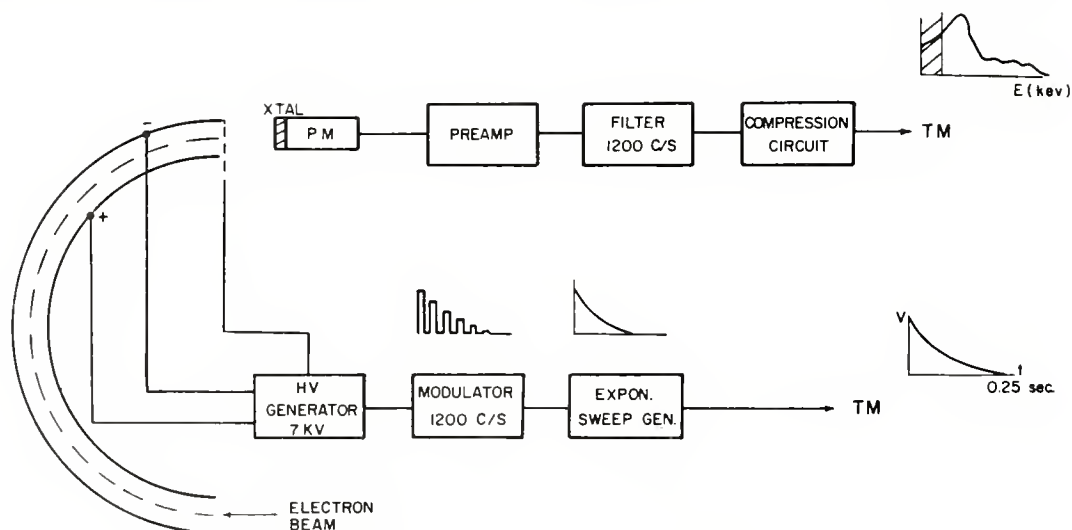 E (kev)
XTAL
P M
PREAMP
FILTER
1200 C/S
COMPRESSION
CIRCUIT
TM
-
+
HV
GENERATOR
7 KV
MODULATOR
1200 C/S
EXPON.
SWEEP GEN.
TM
V
t
0.25 sec.
ELECTRON
BEAM